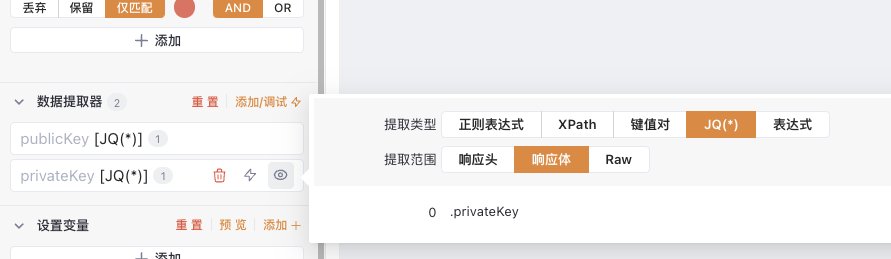 丢弃 保留 仅匹配 AND OR
添加
数据提取器 2 重置 添加/调试
publicKey [JQ(*)] 1
privateKey [JQ(*)] 1
设置变量 重置 预览 添加
添加
提取类型 正则表达式 XPath 键值对 JQ(*) 表达式
提取范围 响应头 响应体 Raw
0 .privateKey